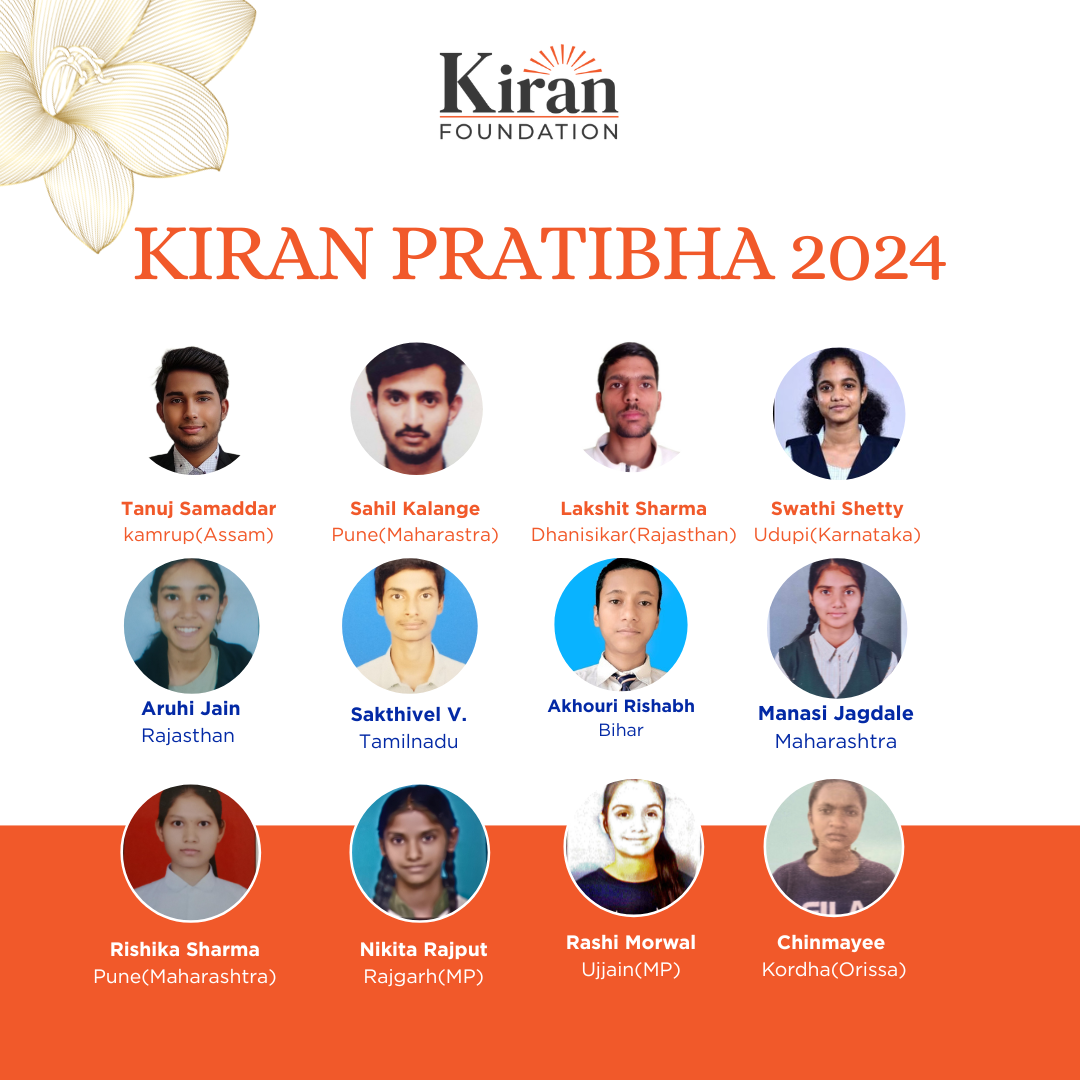 Kiran
FOUNDATION
KIRAN PRATIBHA 2024
Tanuj Samaddar
kamrup(Assam)
Sahil Kalange
Pune(Maharastra)
Lakshit Sharma
Dhanisikar(Rajasthan)
Swathi Shetty
Udupi(Karnataka)
Aruhi Jain
Rajasthan
Sakthivel V.
Tamilnadu
Akhouri Rishabh
Bihar
Manasi Jagdale
Maharashtra
Rishika Sharma
Pune(Maharashtra)
Nikita Rajput
Rajgarh(MP)
Rashi Morwal
Ujjain(MP)
Chinmayee
Kordha(Orissa)